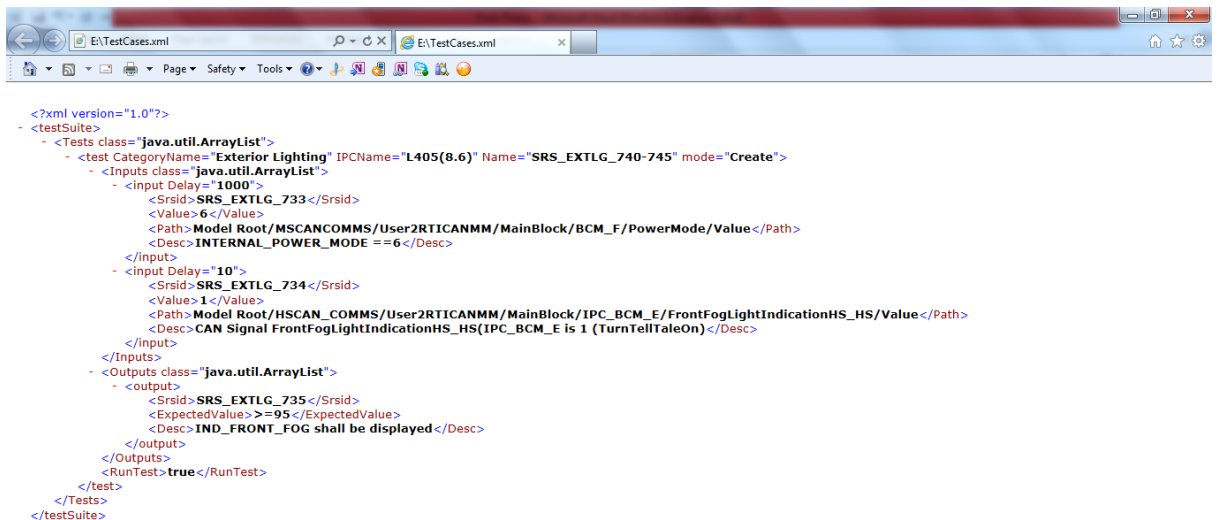 E:\TestCases.xml
E:\TestCases.xml
Page Safety Tools
<?xml version="1.0"?>
- <testSuite>
- <Tests class="java.util.ArrayList">
- <test CategoryName="Exterior Lighting" IPCName="L405(8.6)" Name="SRS_EXTLG_740-745" mode="Create">
- <Inputs class="java.util.ArrayList">
- <input Delay="1000">
<Srsid>SRS_EXTLG_733</Srsid>
<Value>6</Value>
<Path>Model Root/MSCANCOMMS/User2RTICANMM/MainBlock/BCM_F/PowerMode/Value</Path>
<Desc>INTERNAL_POWER_MODE ==6</Desc>
</input>
- <input Delay="10">
<Srsid>SRS_EXTLG_734</Srsid>
<Value>1</Value>
<Path>Model Root/HSCAN_COMMS/User2RTICANMM/MainBlock/IPC_BCM_E/FrontFogLightIndicationHS_HS/Value</Path>
<Desc>CAN Signal FrontFogLightIndicationHS_HS(IPC_BCM_E is 1 (TurnTellTaleOn)</Desc>
</input>
</Inputs>
- <Outputs class="java.util.ArrayList">
- <output>
<Srsid>SRS_EXTLG_735</Srsid>
<ExpectedValue>>=95</ExpectedValue>
<Desc>IND_FRONT_FOG shall be displayed</Desc>
</output>
</Outputs>
<RunTest>true</RunTest>
</test>
</Tests>
</testSuite>